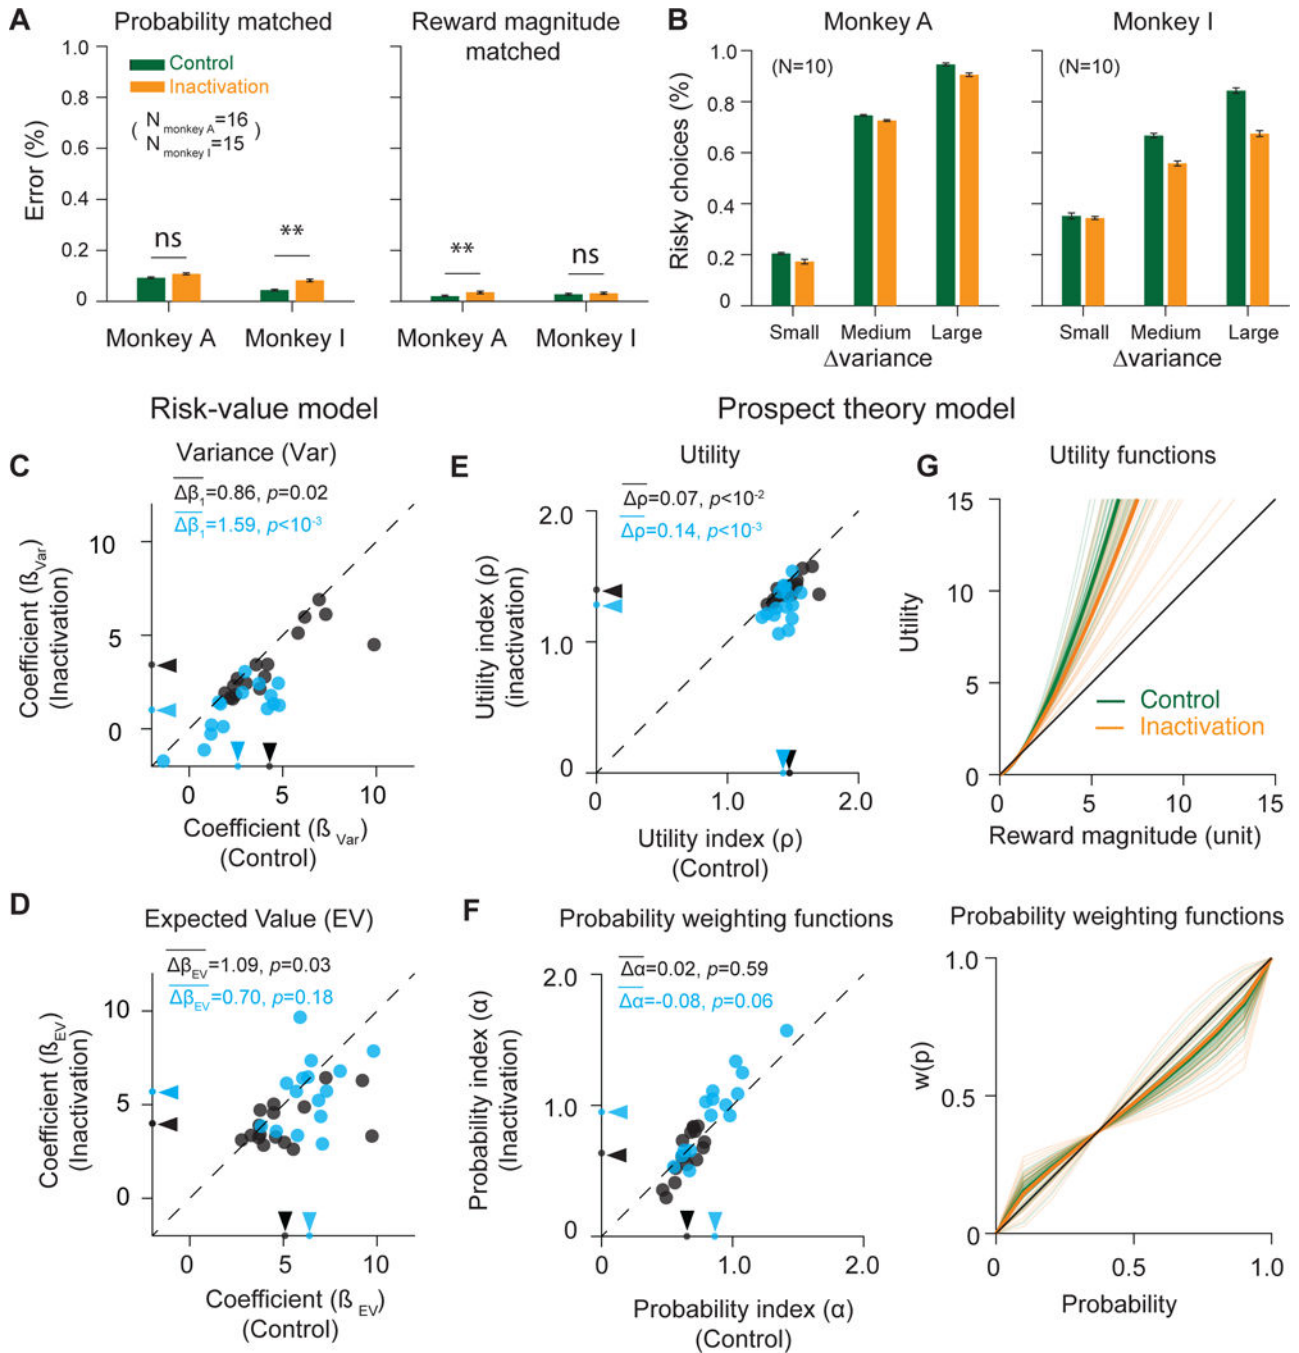 A
Probability matched
Reward magnitude
matched
1.0
0.8
0.6
0.4
0.2
0
Error (%)
Control
Inactivation
( N monkey A=16 )
N monkey I=15
ns
**
**
ns
Monkey A
Monkey I
Monkey A
Monkey I
B
Monkey A
Monkey I
(N=10)
(N=10)
1.0
0.8
0.6
0.4
0.2
0
Risky choices (%)
Small
Medium
Large
Small
Medium
Large
Δvariance
Δvariance
Risk-value model
Prospect theory model
C
Variance (Var)
Δβ1=0.86, p=0.02
Δβ1=1.59, p<10-3
10
5
0
Coefficient (ßVar)
(Inactivation)
0
5
10
Coefficient (ß Var)
(Control)
E
Utility
Δρ=0.07, p<10-2
Δρ=0.14, p<10-3
2.0
1.0
0
Utility index (ρ)
(inactivation)
0
1.0
2.0
Utility index (ρ)
(Control)
G
Utility functions
15
10
5
0
Utility
Control
Inactivation
0
5
10
15
Reward magnitude (unit)
D
Expected Value (EV)
ΔβEV=1.09, p=0.03
ΔβEV=0.70, p=0.18
10
5
0
Coefficient (ßEV)
(Inactivation)
0
5
10
Coefficient (ß EV)
(Control)
F
Probability weighting functions
Δα=0.02, p=0.59
Δα=-0.08, p=0.06
2.0
1.0
0
Probability index (α)
(Inactivation)
0
1.0
2.0
Probability index (α)
(Control)
Probability weighting functions
1.0
0.5
0
w(p)
0
0.5
1.0
Probability